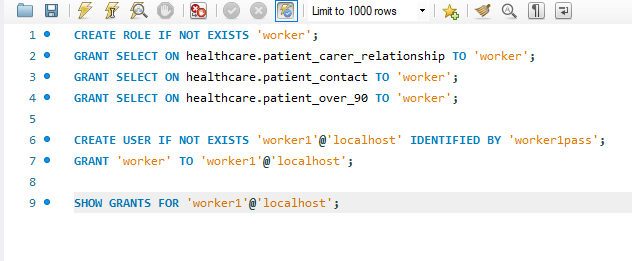 Limit to 1000 rows
1 CREATE ROLE IF NOT EXISTS 'worker';
2 GRANT SELECT ON healthcare.patient_carer_relationship TO 'worker';
3 GRANT SELECT ON healthcare.patient_contact TO 'worker';
4 GRANT SELECT ON healthcare.patient_over_90 TO 'worker';
5
6 CREATE USER IF NOT EXISTS 'worker1'@'localhost' IDENTIFIED BY 'worker1pass';
7 GRANT 'worker' TO 'worker1'@'localhost';
8
9 SHOW GRANTS FOR 'worker1'@'localhost';